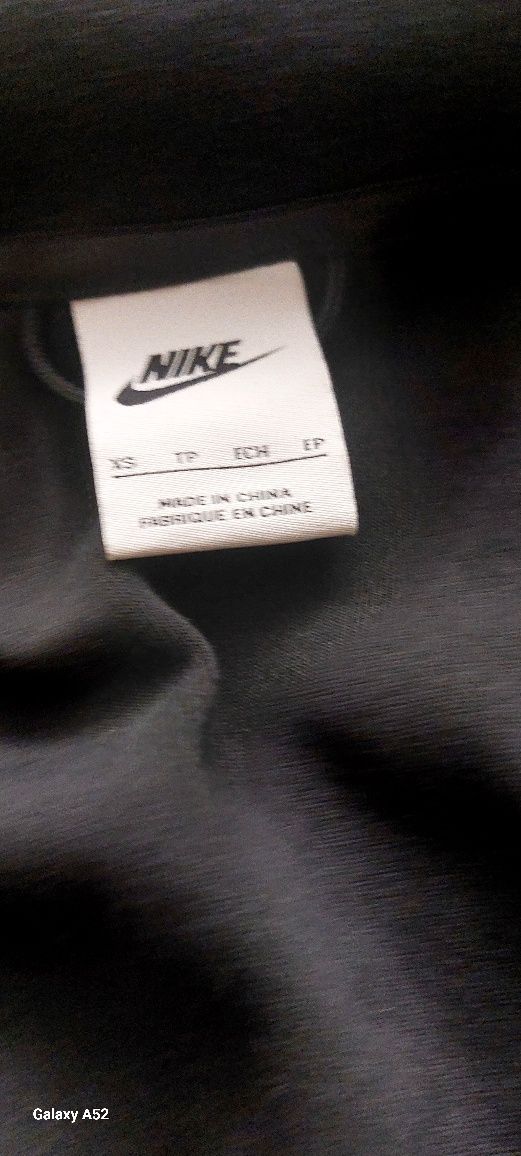 NIKE
XS TP ECH EP
MADE IN CHINA
FABRIQUE EN CHINE
Galaxy A52